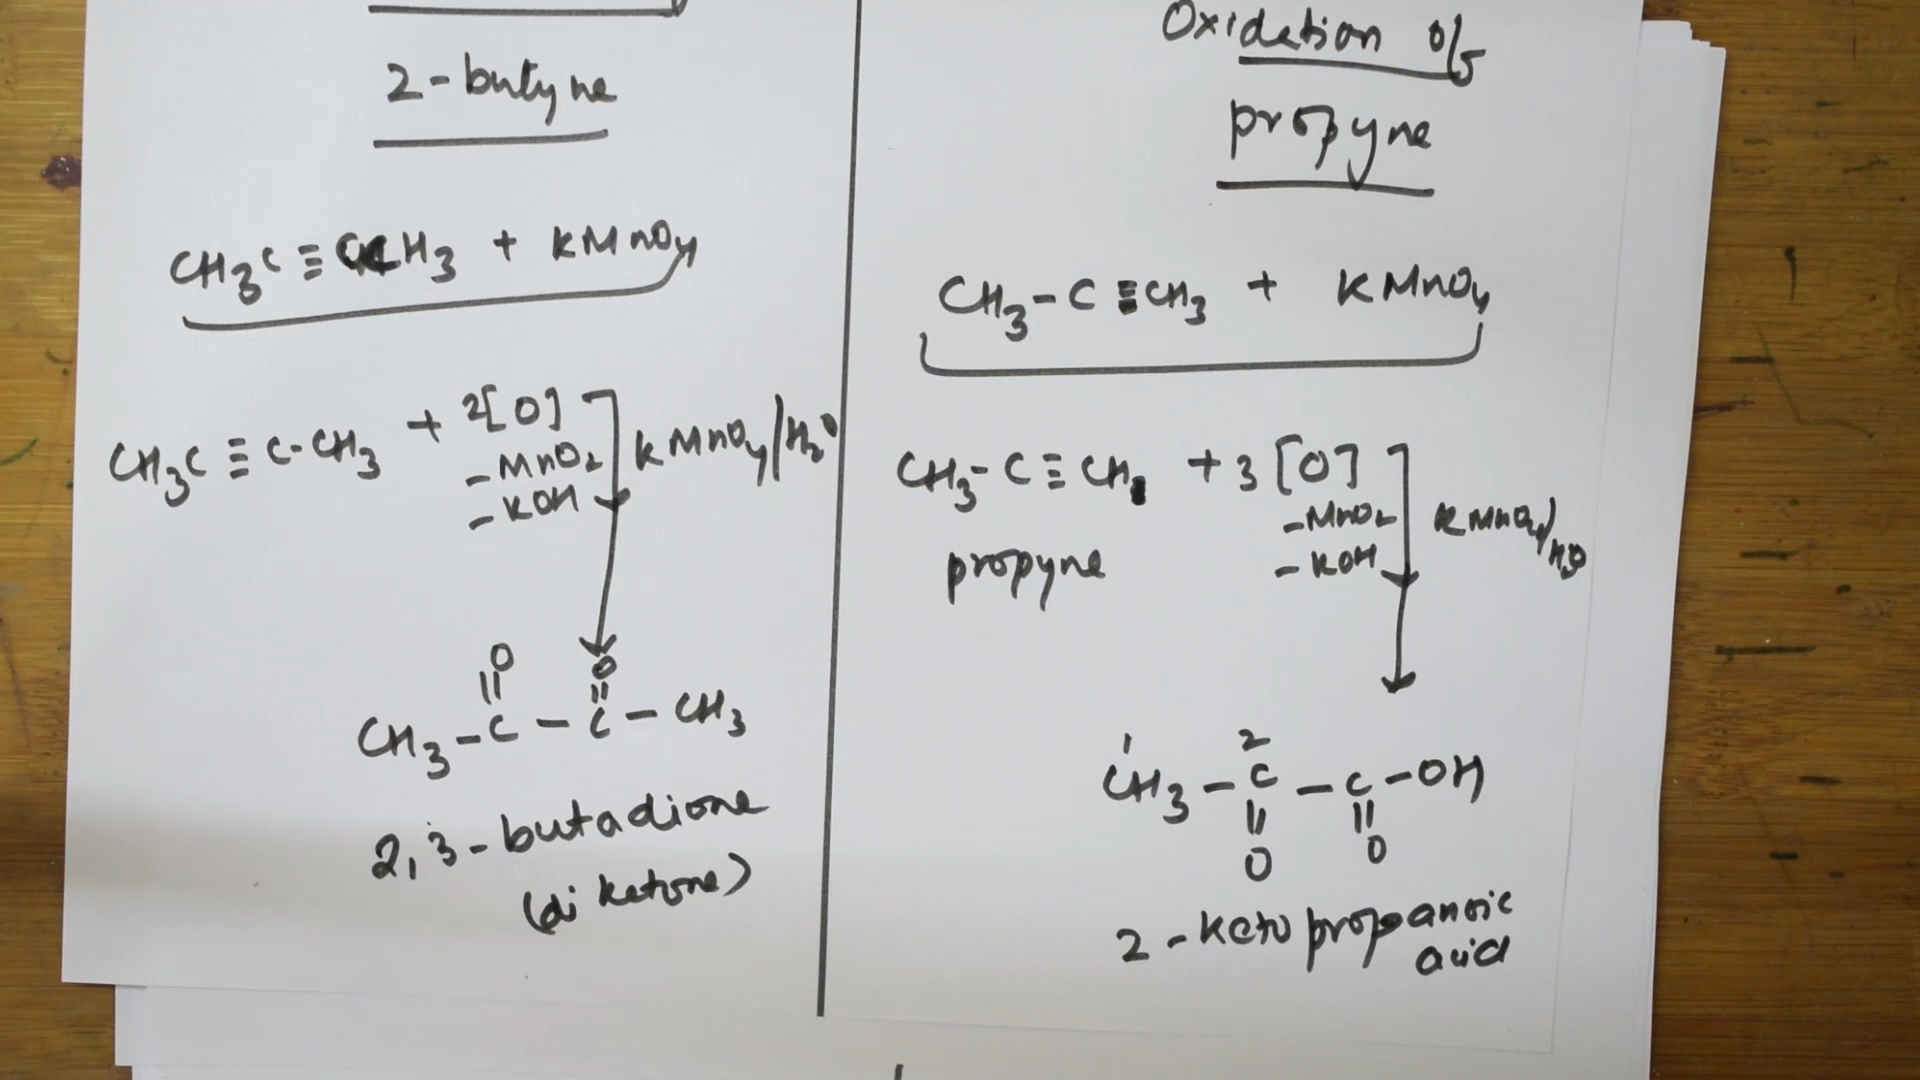 2-butyne
CH3C≡CCH3 + KMnO4
CH3C≡C-CH3 + 2[O]
-MnO2
-KOH
KMnO4/H2O
O O
CH3-C-C-CH3
2,3-butadione
(di ketone)
Oxidation of
propyne
CH3-C≡CH3 + KMnO4
CH3-C≡CH + 3[O]
-MnO2
-KOH
KMnO4/H2O
propyne
1 2
CH3-C-C-OH
O O
2-keto propanoic
acid